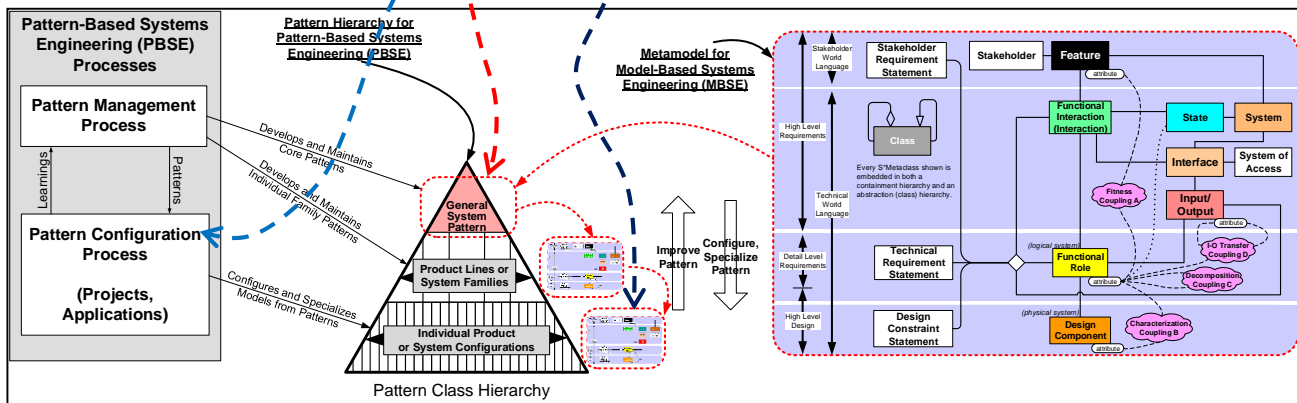 Pattern-Based Systems
Engineering (PBSE)
Processes
Pattern Management
Process
Learnings
Patterns
Pattern Configuration
Process
(Projects,
Applications)
Pattern Hierarchy for
Pattern-Based Systems
Engineering (PBSE)
Develops and Maintains
Core Patterns
Develops and Maintains
Individual Family Patterns
Configures and Specializes
Models from Patterns
General
System
Pattern
Product Lines or
System Families
Individual Product
or System Configurations
Pattern Class Hierarchy
Improve
Pattern
Configure,
Specialize
Pattern
Metamodel for
Model-Based Systems
Engineering (MBSE)
Stakeholder
World
Language
High Level
Requirements
Technical
World
Language
Detail Level
Requirements
High Level
Design
Stakeholder
Requirement
Statement
Stakeholder
Feature
attribute
Class
Every S*Metaclass shown is
embedded in both a
containment hierarchy and an
abstraction (class) hierarchy.
Functional
Interaction
(Interaction)
State
System
Interface
System of
Access
Fitness
Coupling A
Input/
Output
attribute
Technical
Requirement
Statement
(logical system)
Functional
Role
attribute
I-O Transfer
Coupling D
Decomposition
Coupling C
Design
Constraint
Statement
(physical system)
Design
Component
attribute
Characterization
Coupling B